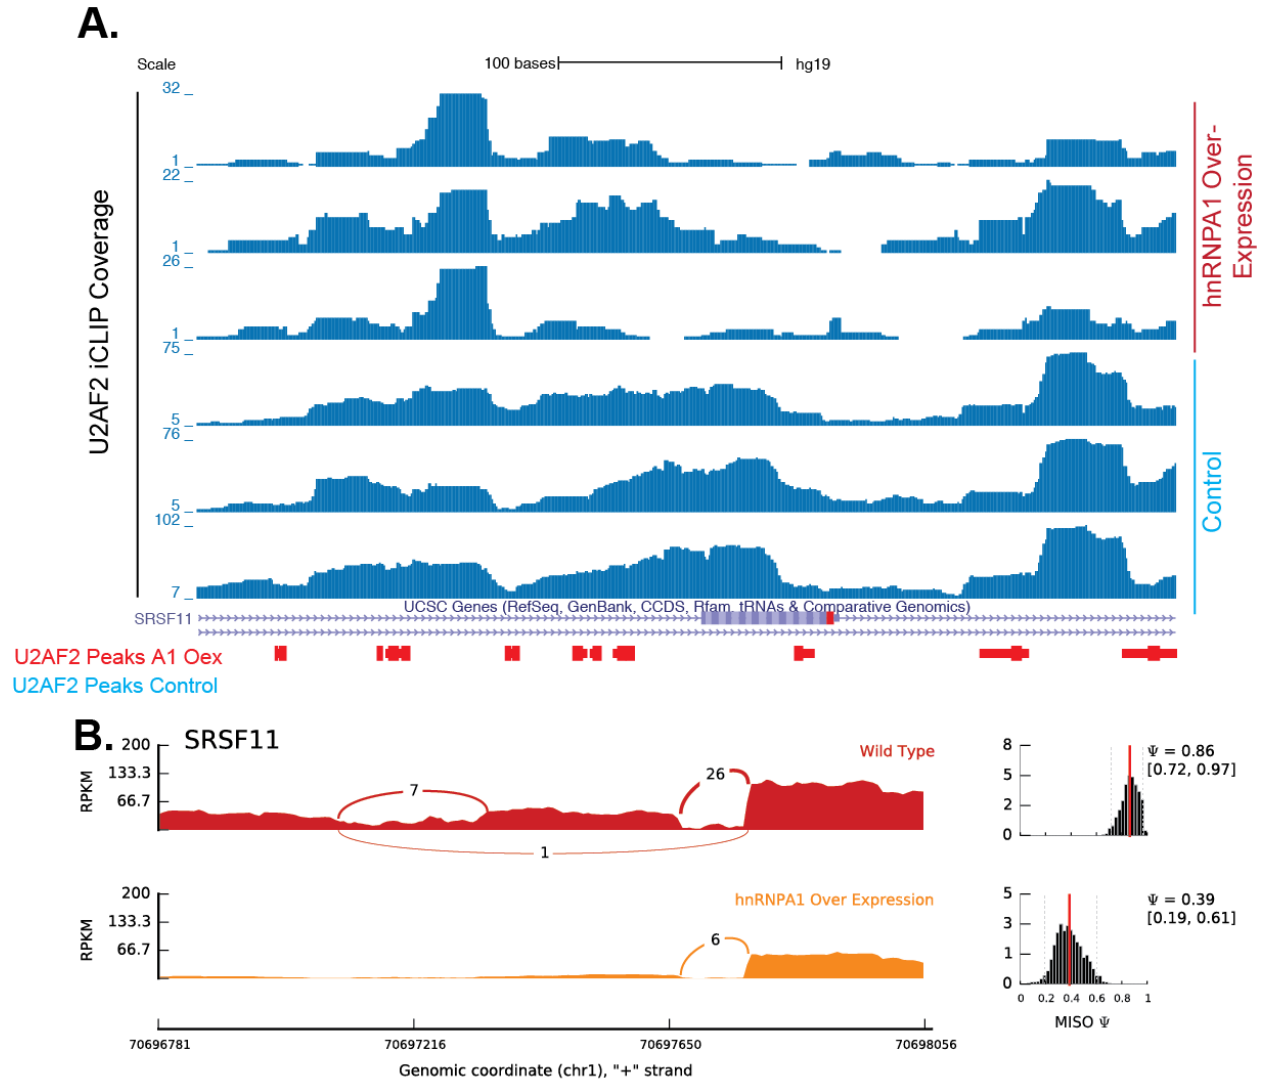 A.
Scale 100 bases hg19
32
1
22
1
26
1
75
5
76
5
102
7
U2AF2 iCLIP Coverage
hnRNPA1 Over-
Expression
Control
UCSC Genes (RefSeq, GenBank, CCDS, Rfam, tRNAs & Comparative Genomics)
SRSF11
U2AF2 Peaks A1 Oex
U2AF2 Peaks Control
B. SRSF11
200
133.3
66.7
RPKM
Wild Type
7
26
1
8
5
2
0
Ψ = 0.86
[0.72, 0.97]
200
133.3
66.7
RPKM
hnRNPA1 Over Expression
6
5
3
1
0
Ψ = 0.39
[0.19, 0.61]
0 0.2 0.4 0.6 0.8 1
MISO Ψ
70696781 70697216 70697650 70698056
Genomic coordinate (chr1), "+" strand